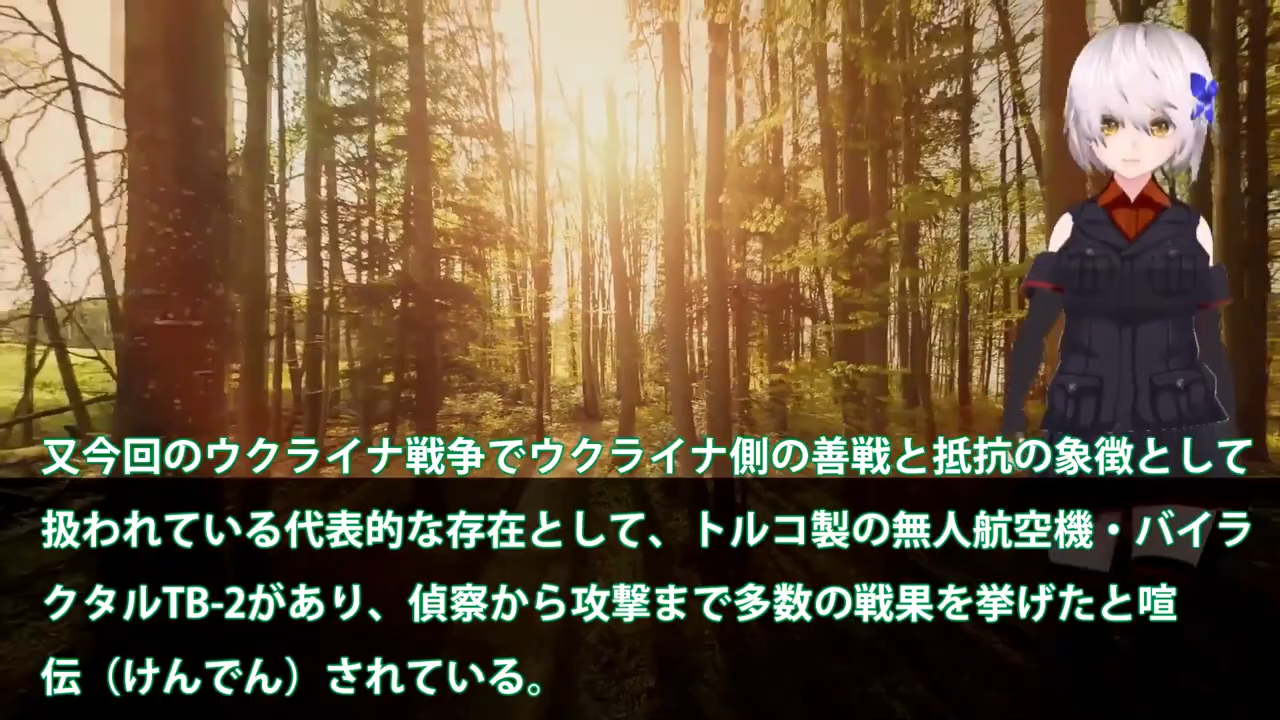 又今回のウクライナ戦争でウクライナ側の善戦と抵抗の象徴として
扱われている代表的な存在として、トルコ製の無人航空機・バイラ
クタルTB-2があり、偵察から攻撃まで多数の戦果を挙げたと喧
伝（けんでん）されている。